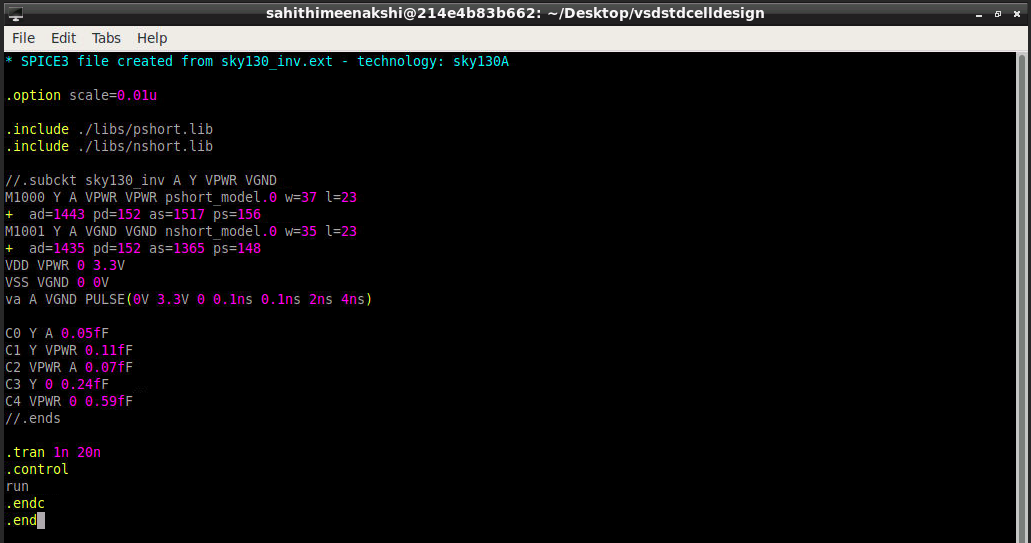 sahithimeenakshi@214e4b83b662: ~/Desktop/vsdstdcelldesign
File Edit Tabs Help
* SPICE3 file created from sky130_inv.ext - technology: sky130A
.option scale=0.01u
.include ./libs/pshort.lib
.include ./libs/nshort.lib
//.subckt sky130_inv A Y VPWR VGND
M1000 Y A VPWR VPWR pshort_model.0 w=37 l=23
+  ad=1443 pd=152 as=1517 ps=156
M1001 Y A VGND VGND nshort_model.0 w=35 l=23
+  ad=1435 pd=152 as=1365 ps=148
VDD VPWR 0 3.3V
VSS VGND 0 0V
va A VGND PULSE(0V 3.3V 0 0.1ns 0.1ns 2ns 4ns)
C0 Y A 0.05fF
C1 Y VPWR 0.11fF
C2 VPWR A 0.07fF
C3 Y 0 0.24fF
C4 VPWR 0 0.59fF
//.ends
.tran 1n 20n
.control
run
.endc
.end